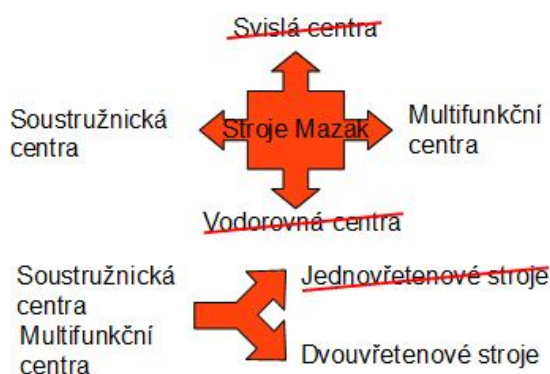 Svislá centra
Soustružnická
centra
Stroje Mazak
Multifunkční
centra
Vodorovná centra
Soustružnická
centra
Multifunkční
centra
Jednovřetenové stroje
Dvouvřetenové stroje